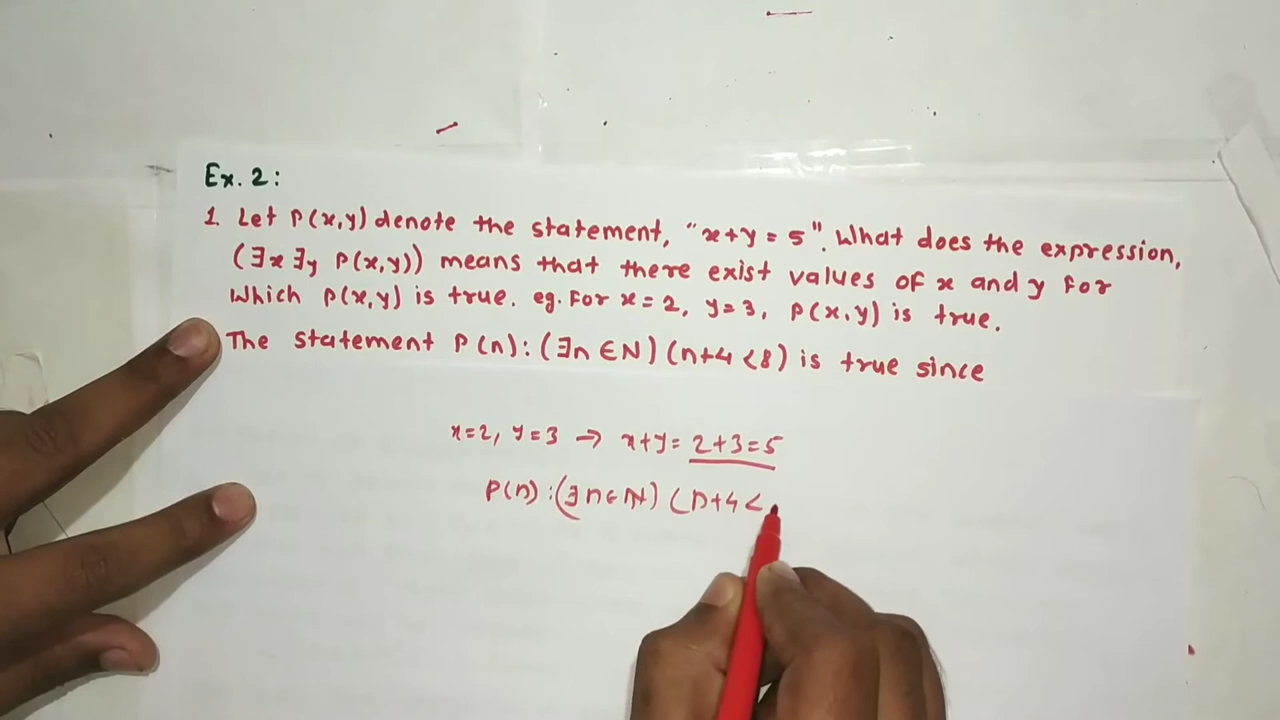 Ex. 2:
1. Let P(x,y) denote the statement, "x+y = 5". What does the expression,
(∃x ∃y P(x,y)) means that there exist values of x and y for
which P(x,y) is true. eg. For x = 2, y=3, P(x,y) is true.
The statement P(n): (∃n ∈ N) (n+4 <8) is true since
x=2, y=3 → x+y= 2+3=5
P(n) : (∃ n ∈ N) (n+4 <